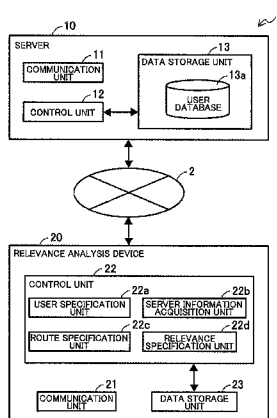 10
SERVER
11
COMMUNICATION
UNIT
12
CONTROL UNIT
13
DATA STORAGE UNIT
13a
USER
DATABASE
2
20
RELEVANCE ANALYSIS DEVICE
22
CONTROL UNIT
22a
USER SPECIFICATION
UNIT
22b
SERVER INFORMATION
ACQUISITION UNIT
22c
ROUTE SPECIFICATION
UNIT
22d
RELEVANCE
SPECIFICATION UNIT
21
COMMUNICATION
UNIT
23
DATA STORAGE
UNIT